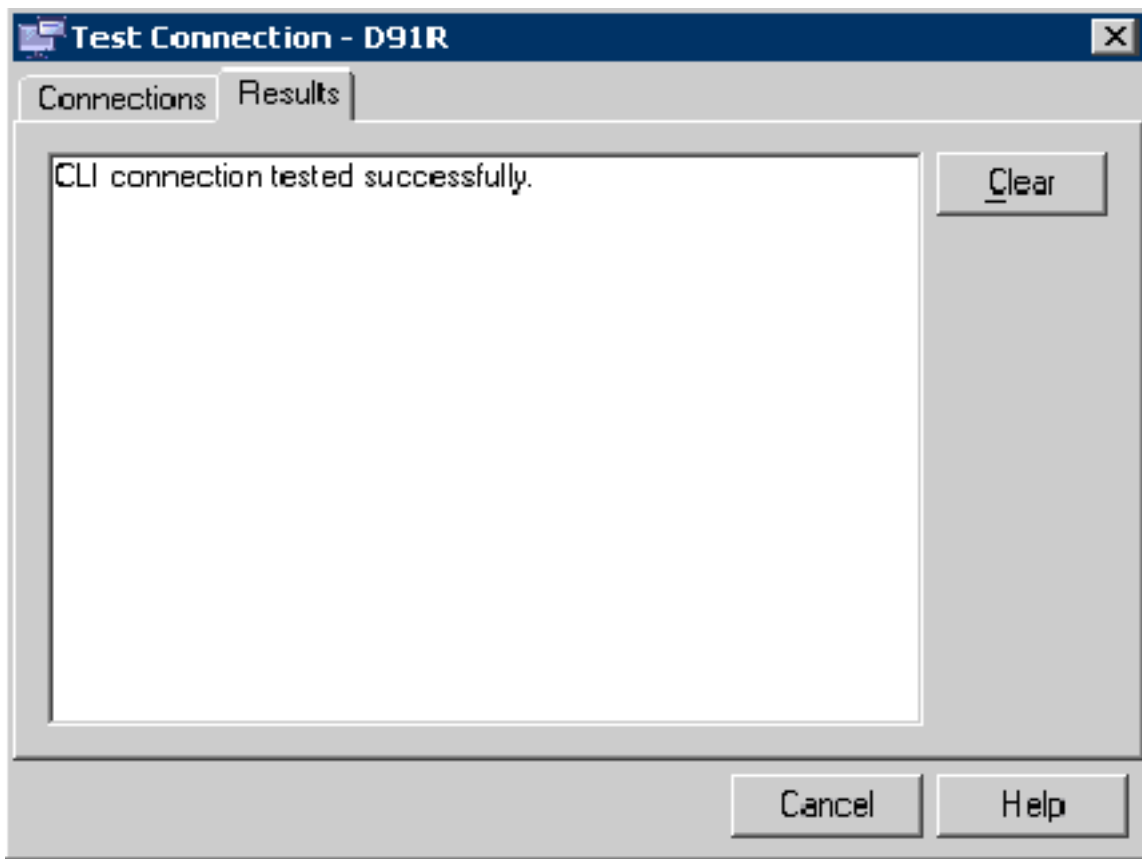 Test Connection - D91R
Connections Results
CLI connection tested successfully.
Clear
Cancel Help